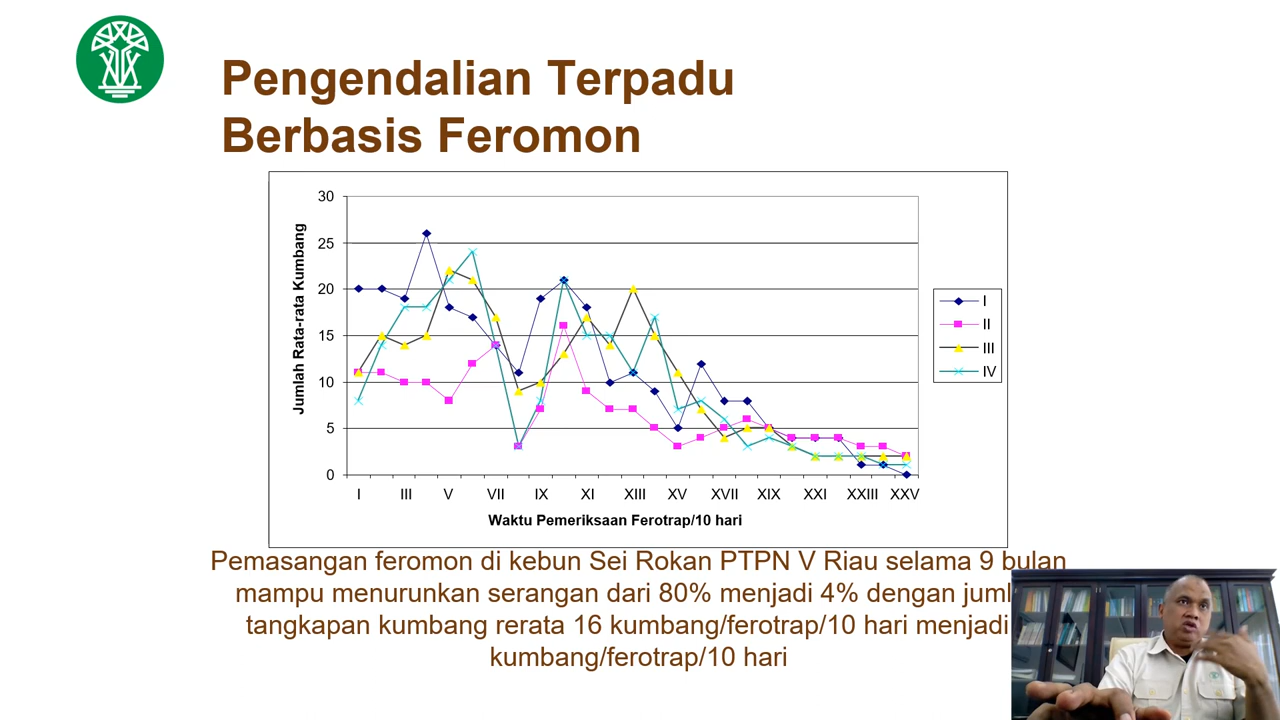 Pengendalian Terpadu
Berbasis Feromon
30
25
20
15
10
5
0
Jumlah Rata-rata Kumbang
I III V VII IX XI XIII XV XVII XIX XXI XXIII XXV
Waktu Pemeriksaan Ferotrap/10 hari
I
II
III
IV
Pemasangan feromon di kebun Sei Rokan PTPN V Riau selama 9 bulan
mampu menurunkan serangan dari 80% menjadi 4% dengan
tangkapan kumbang rerata 16 kumbang/ferotrap/10 hari menjadi
kumbang/ferotrap/10 hari